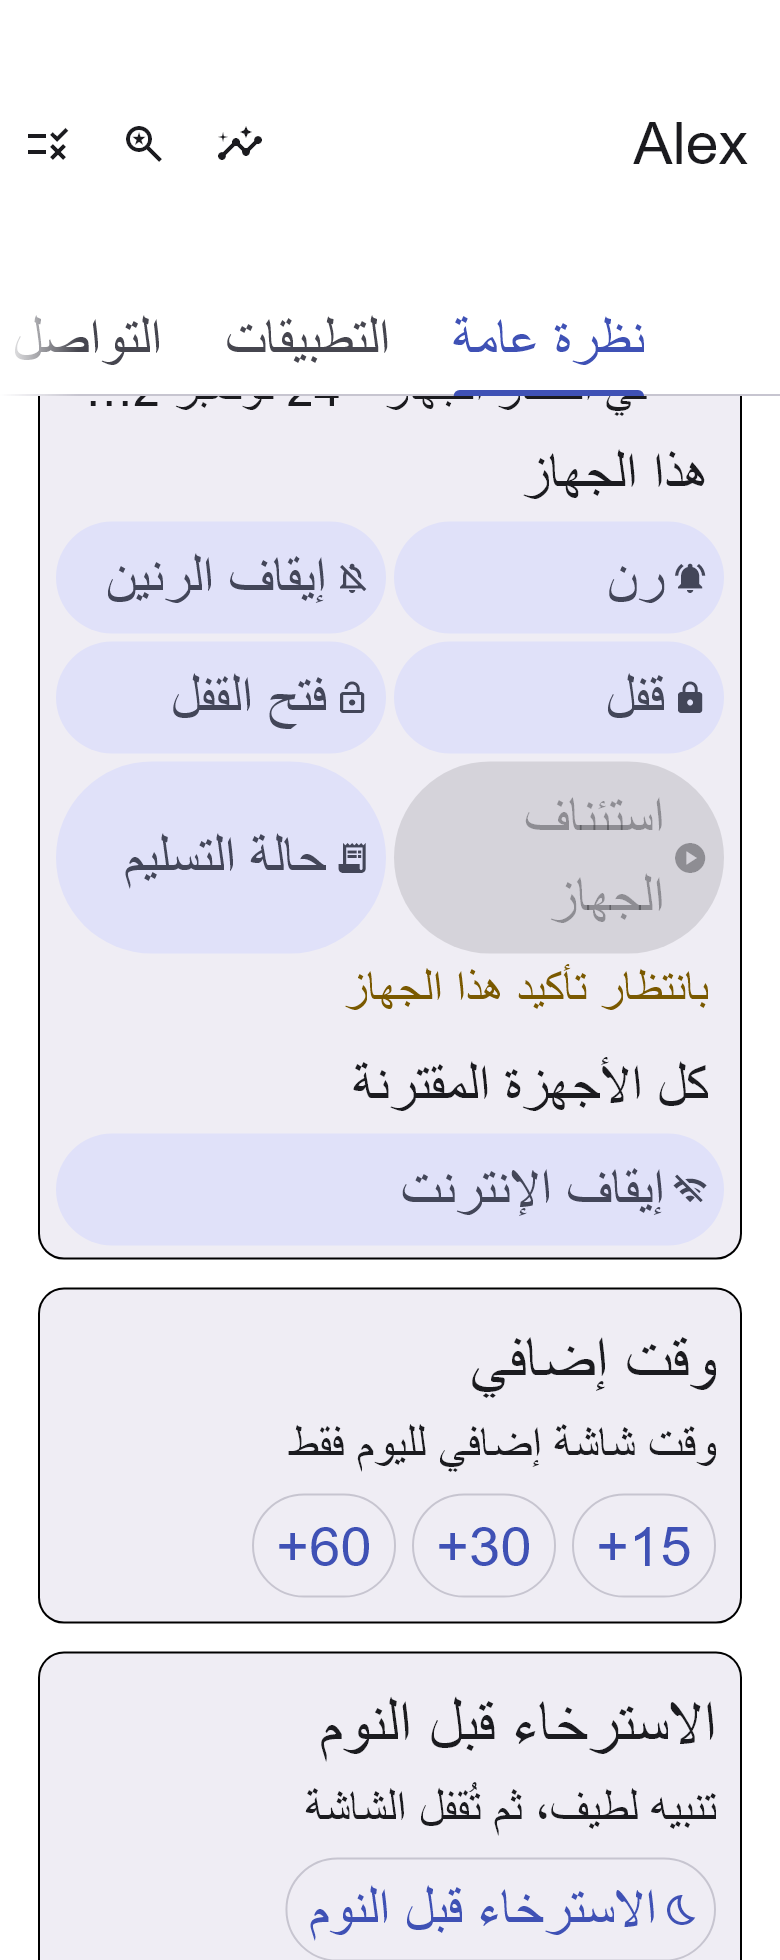 Alex
نظرة عامة
التطبيقات
التواصل
هذا الجهاز
رن
إيقاف الرنين
قفل
فتح القفل
استئناف
الجهاز
حالة التسليم
بانتظار تأكيد هذا الجهاز
كل الأجهزة المقترنة
إيقاف الإنترنت
وقت إضافي
وقت شاشة إضافي لليوم فقط
+15
+30
+60
الاسترخاء قبل النوم
تنبيه لطيف، ثم تُقفل الشاشة
الاسترخاء قبل النوم